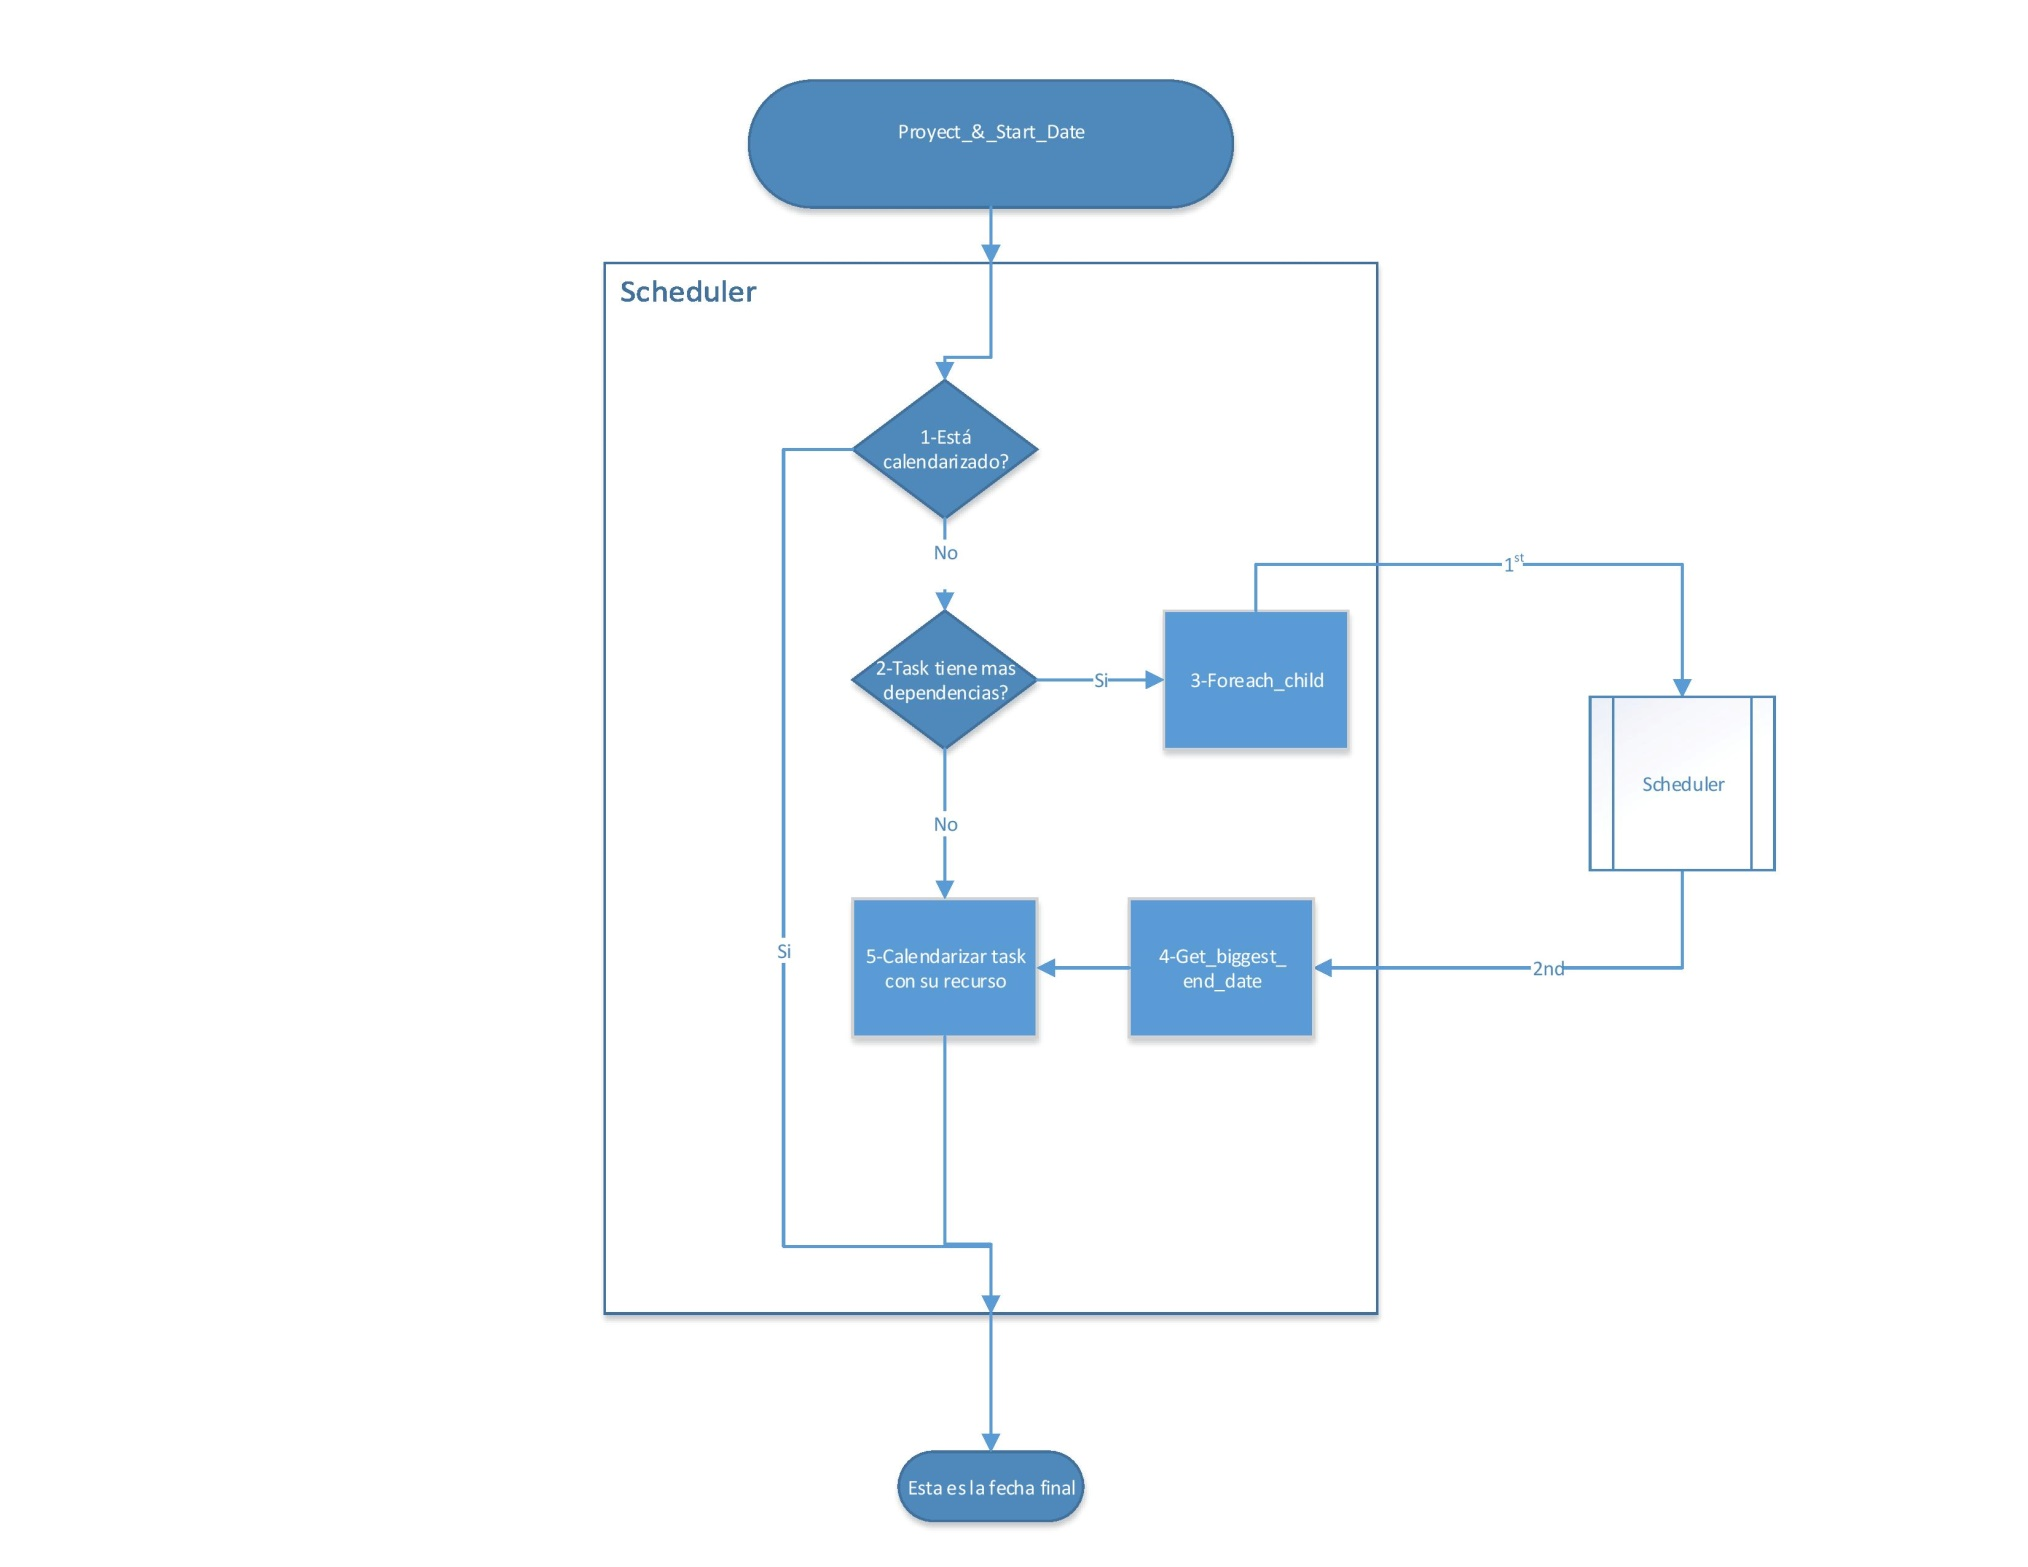 Proyect_&_Start_Date
Scheduler
1-Está
calendarizado?
No
1st
2-Task tiene mas
dependencias?
Si
3-Foreach_child
Scheduler
No
Si
5-Calendarizar task
con su recurso
4-Get_biggest_
end_date
2nd
Esta es la fecha final